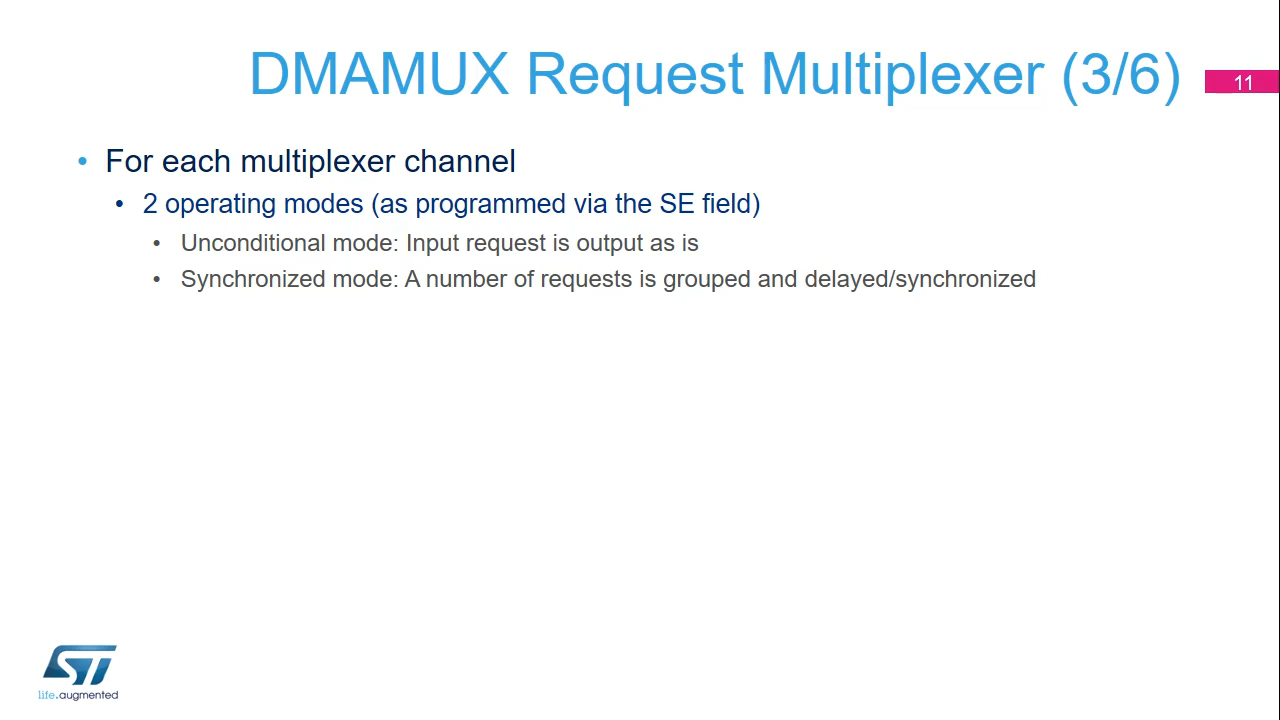 DMAMUX Request Multiplexer (3/6)
11
• For each multiplexer channel
• 2 operating modes (as programmed via the SE field)
• Unconditional mode: Input request is output as is
• Synchronized mode: A number of requests is grouped and delayed/synchronized
ST
life.augmented